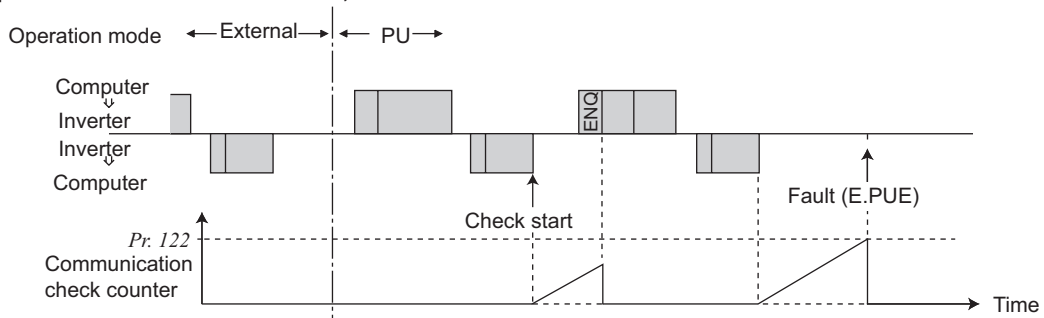 Operation mode
External
PU
Computer
Inverter
Inverter
Computer
ENQ
Fault (E.PUE)
Check start
Pr. 122
Communication
check counter
Time